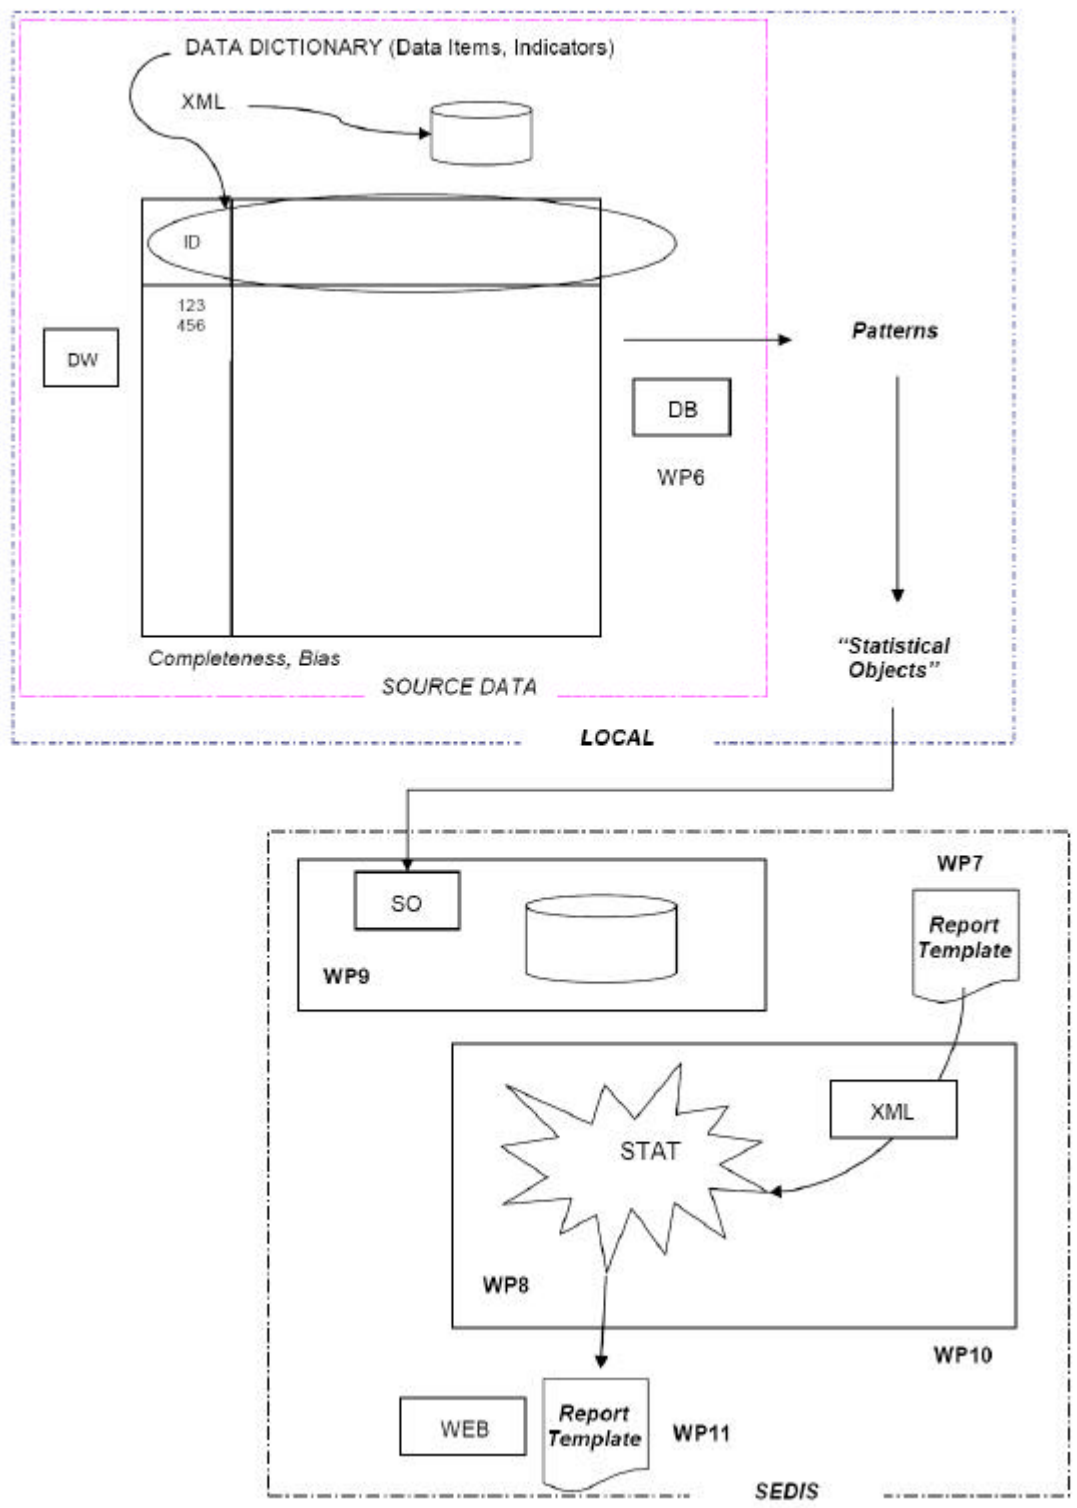 DATA DICTIONARY (Data Items, Indicators)
XML
ID
123
456
DW
Patterns
DB
WP6
“Statistical
Objects”
Completeness, Bias
SOURCE DATA
LOCAL
WP7
SO
Report
Template
WP9
XML
STAT
WP8
WP10
Report
Template
WEB
WP11
SEDIS